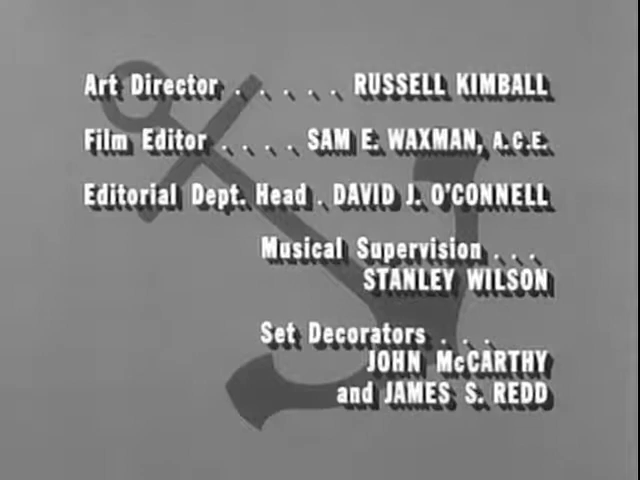 Art Director . . . . . RUSSELL KIMBALL
Film Editor . . . . SAM E. WAXMAN, A.C.E.
Editorial Dept. Head . DAVID J. O'CONNELL
Musical Supervision . . .
STANLEY WILSON
Set Decorators . . .
JOHN McCARTHY
and JAMES S. REDD